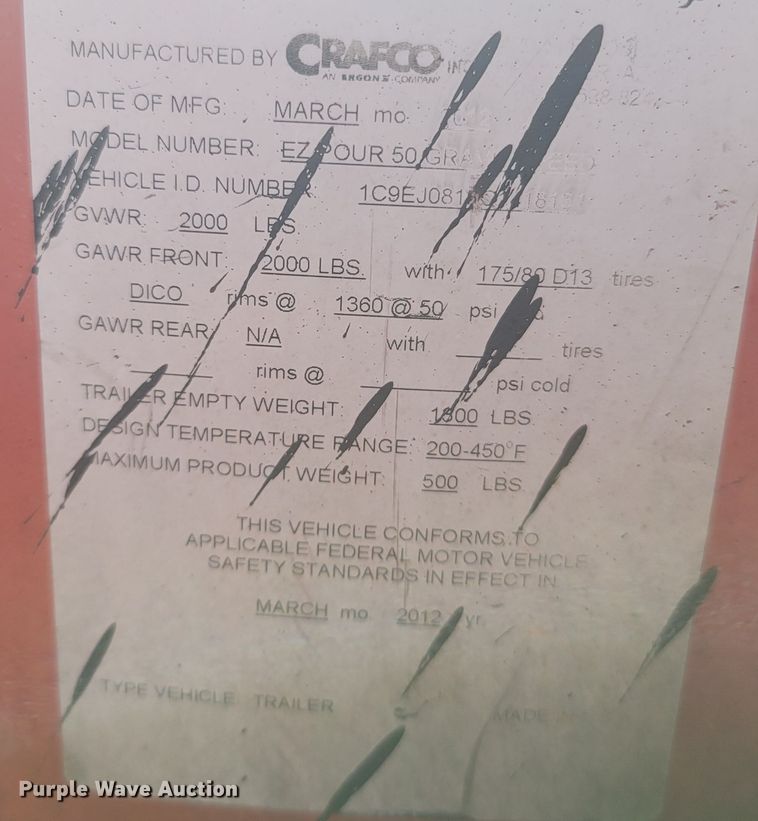 MANUFACTURED BY CRAFCO INC
AN ERGON COMPANY
DATE OF MFG: MARCH mo.
MODEL NUMBER: EZ POUR 50
VEHICLE I.D. NUMBER:
GVWR: 2000 LBS.
GAWR FRONT: 2000 LBS. with 175/80 D13 tires
DICO rims @ 1360 @ 50 psi
GAWR REAR N/A with tires
rims @ psi cold
TRAILER EMPTY WEIGHT: 1300 LBS.
DESIGN TEMPERATURE RANGE: 200-450°F
MAXIMUM PRODUCT WEIGHT: 500 LBS.
THIS VEHICLE CONFORMS TO
APPLICABLE FEDERAL MOTOR VEHICLE
SAFETY STANDARDS IN EFFECT IN
MARCH mo. 2012 yr.
TYPE VEHICLE: TRAILER MADE IN
Purple Wave Auction